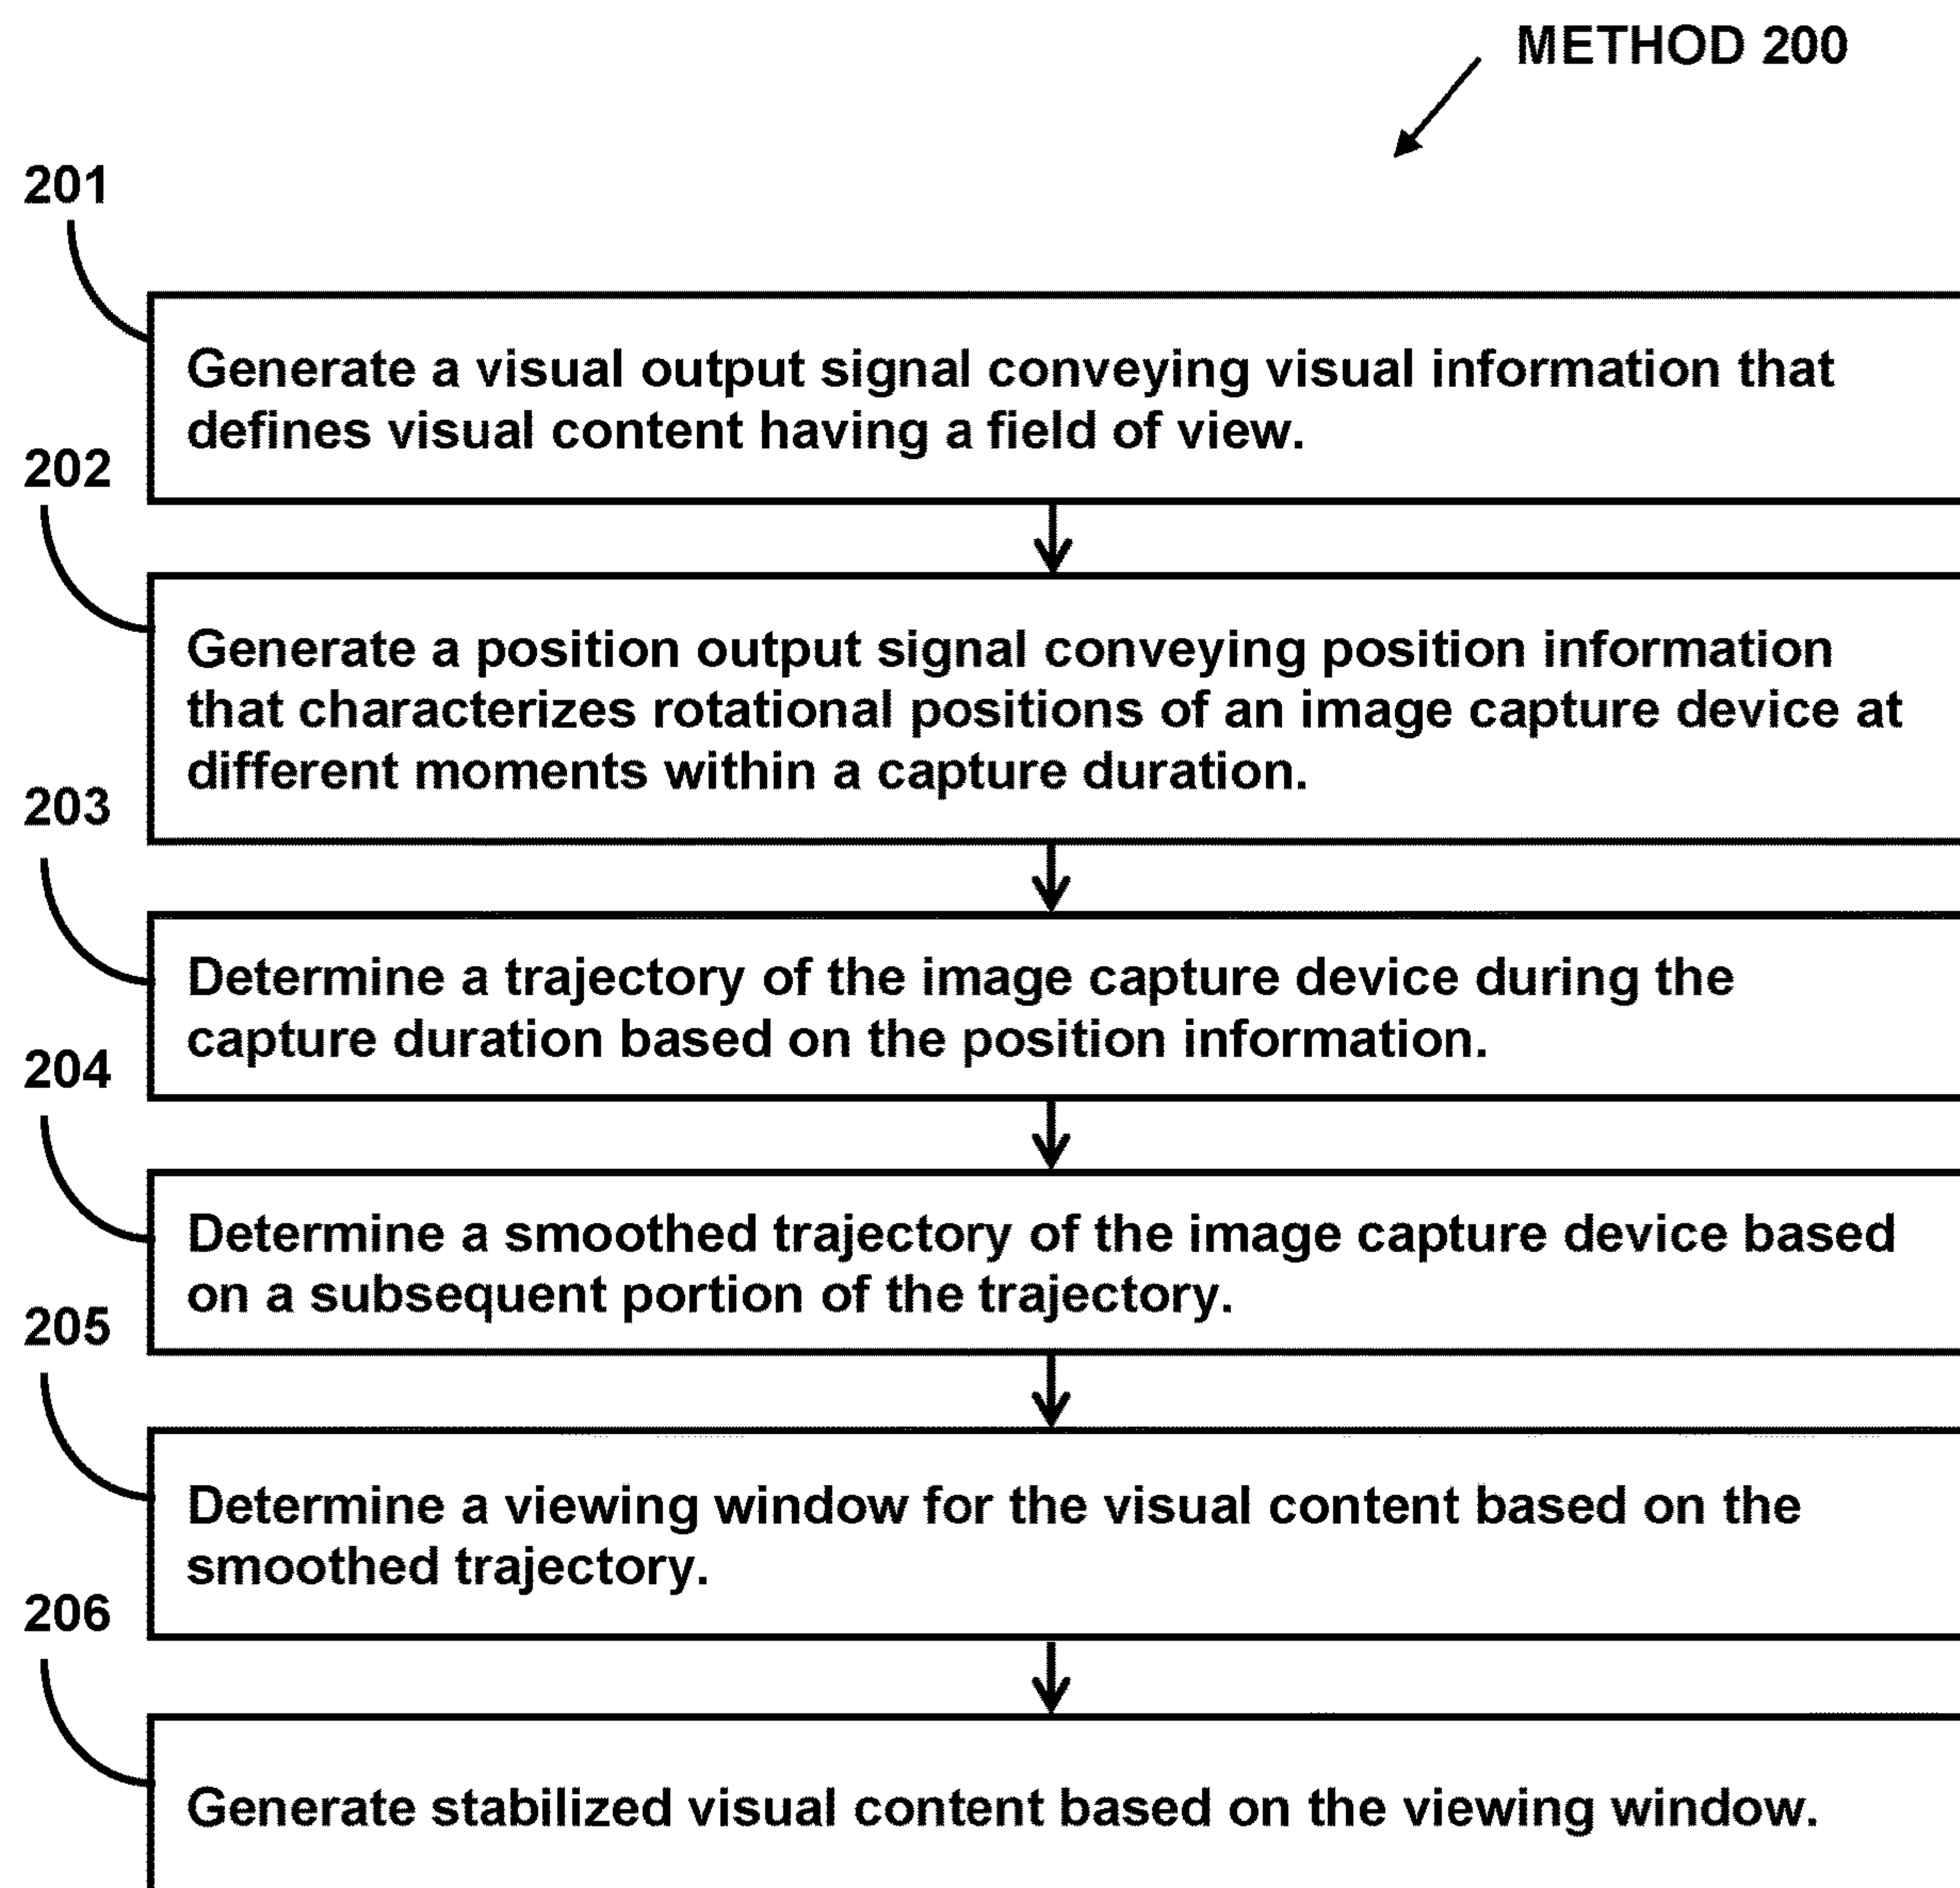 METHOD 200
201
Generate a visual output signal conveying visual information that
defines visual content having a field of view.
202
Generate a position output signal conveying position information
that characterizes rotational positions of an image capture device at
different moments within a capture duration.
203
Determine a trajectory of the image capture device during the
capture duration based on the position information.
204
Determine a smoothed trajectory of the image capture device based
on a subsequent portion of the trajectory.
205
Determine a viewing window for the visual content based on the
smoothed trajectory.
206
Generate stabilized visual content based on the viewing window.